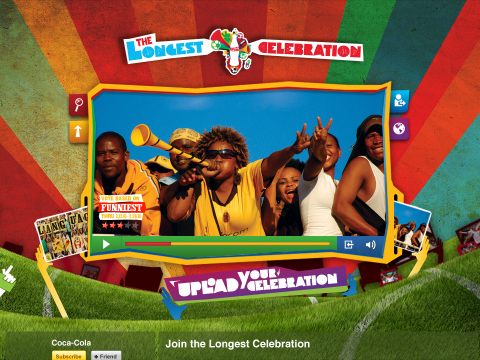 THE
LONGEST CELEBRATION
VOTE BASED ON
FUNNIEST
UPLOAD YOUR
CELEBRATION
Coca-Cola
Join the Longest Celebration
Subscribe + Friend